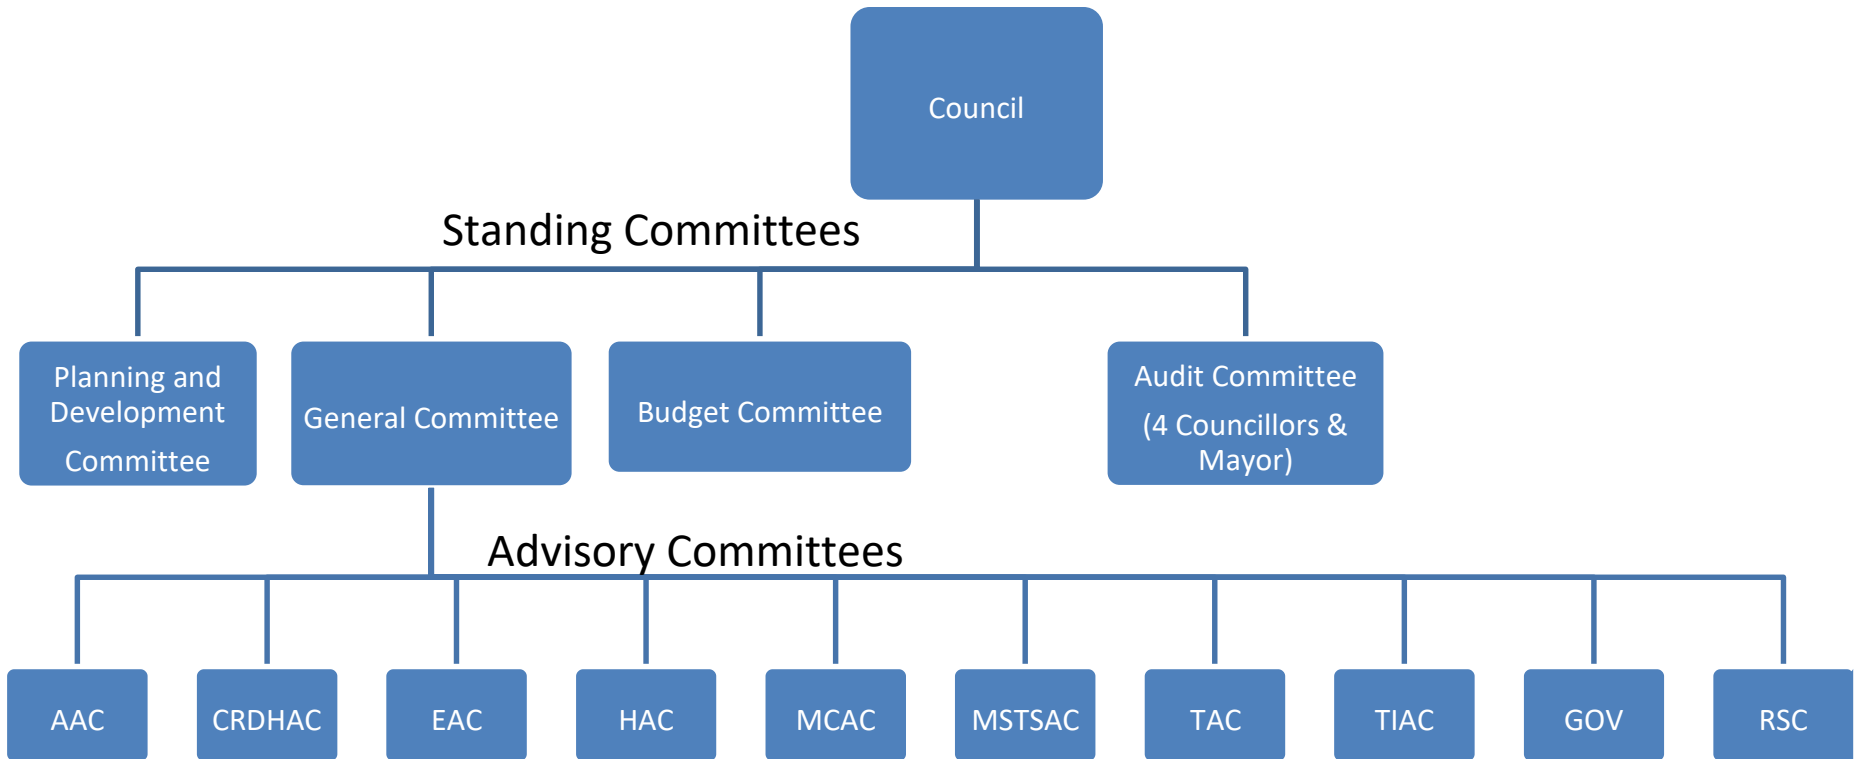 Council
Standing Committees
Planning and
Development
Committee
General Committee
Budget Committee
Audit Committee
(4 Councillors &
Mayor)
Advisory Committees
AAC
CRDHAC
EAC
HAC
MCAC
MSTSAC
TAC
TIAC
GOV
RSC